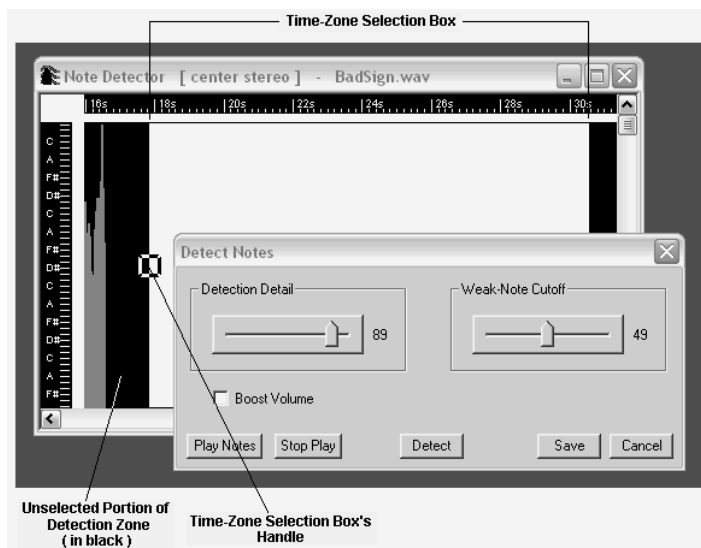 Time-Zone Selection Box
Note Detector [ center stereo ] - BadSign.wav
16s 18s 20s 22s 24s 26s 28s 30s
C
A
F#
D#
C
A
F#
D#
C
A
F#
D#
C
A
F#
Detect Notes
Detection Detail
89
Weak-Note Cutoff
49
Boost Volume
Play Notes Stop Play Detect Save Cancel
Unselected Portion of
Detection Zone
( in black )
Time-Zone Selection Box's
Handle